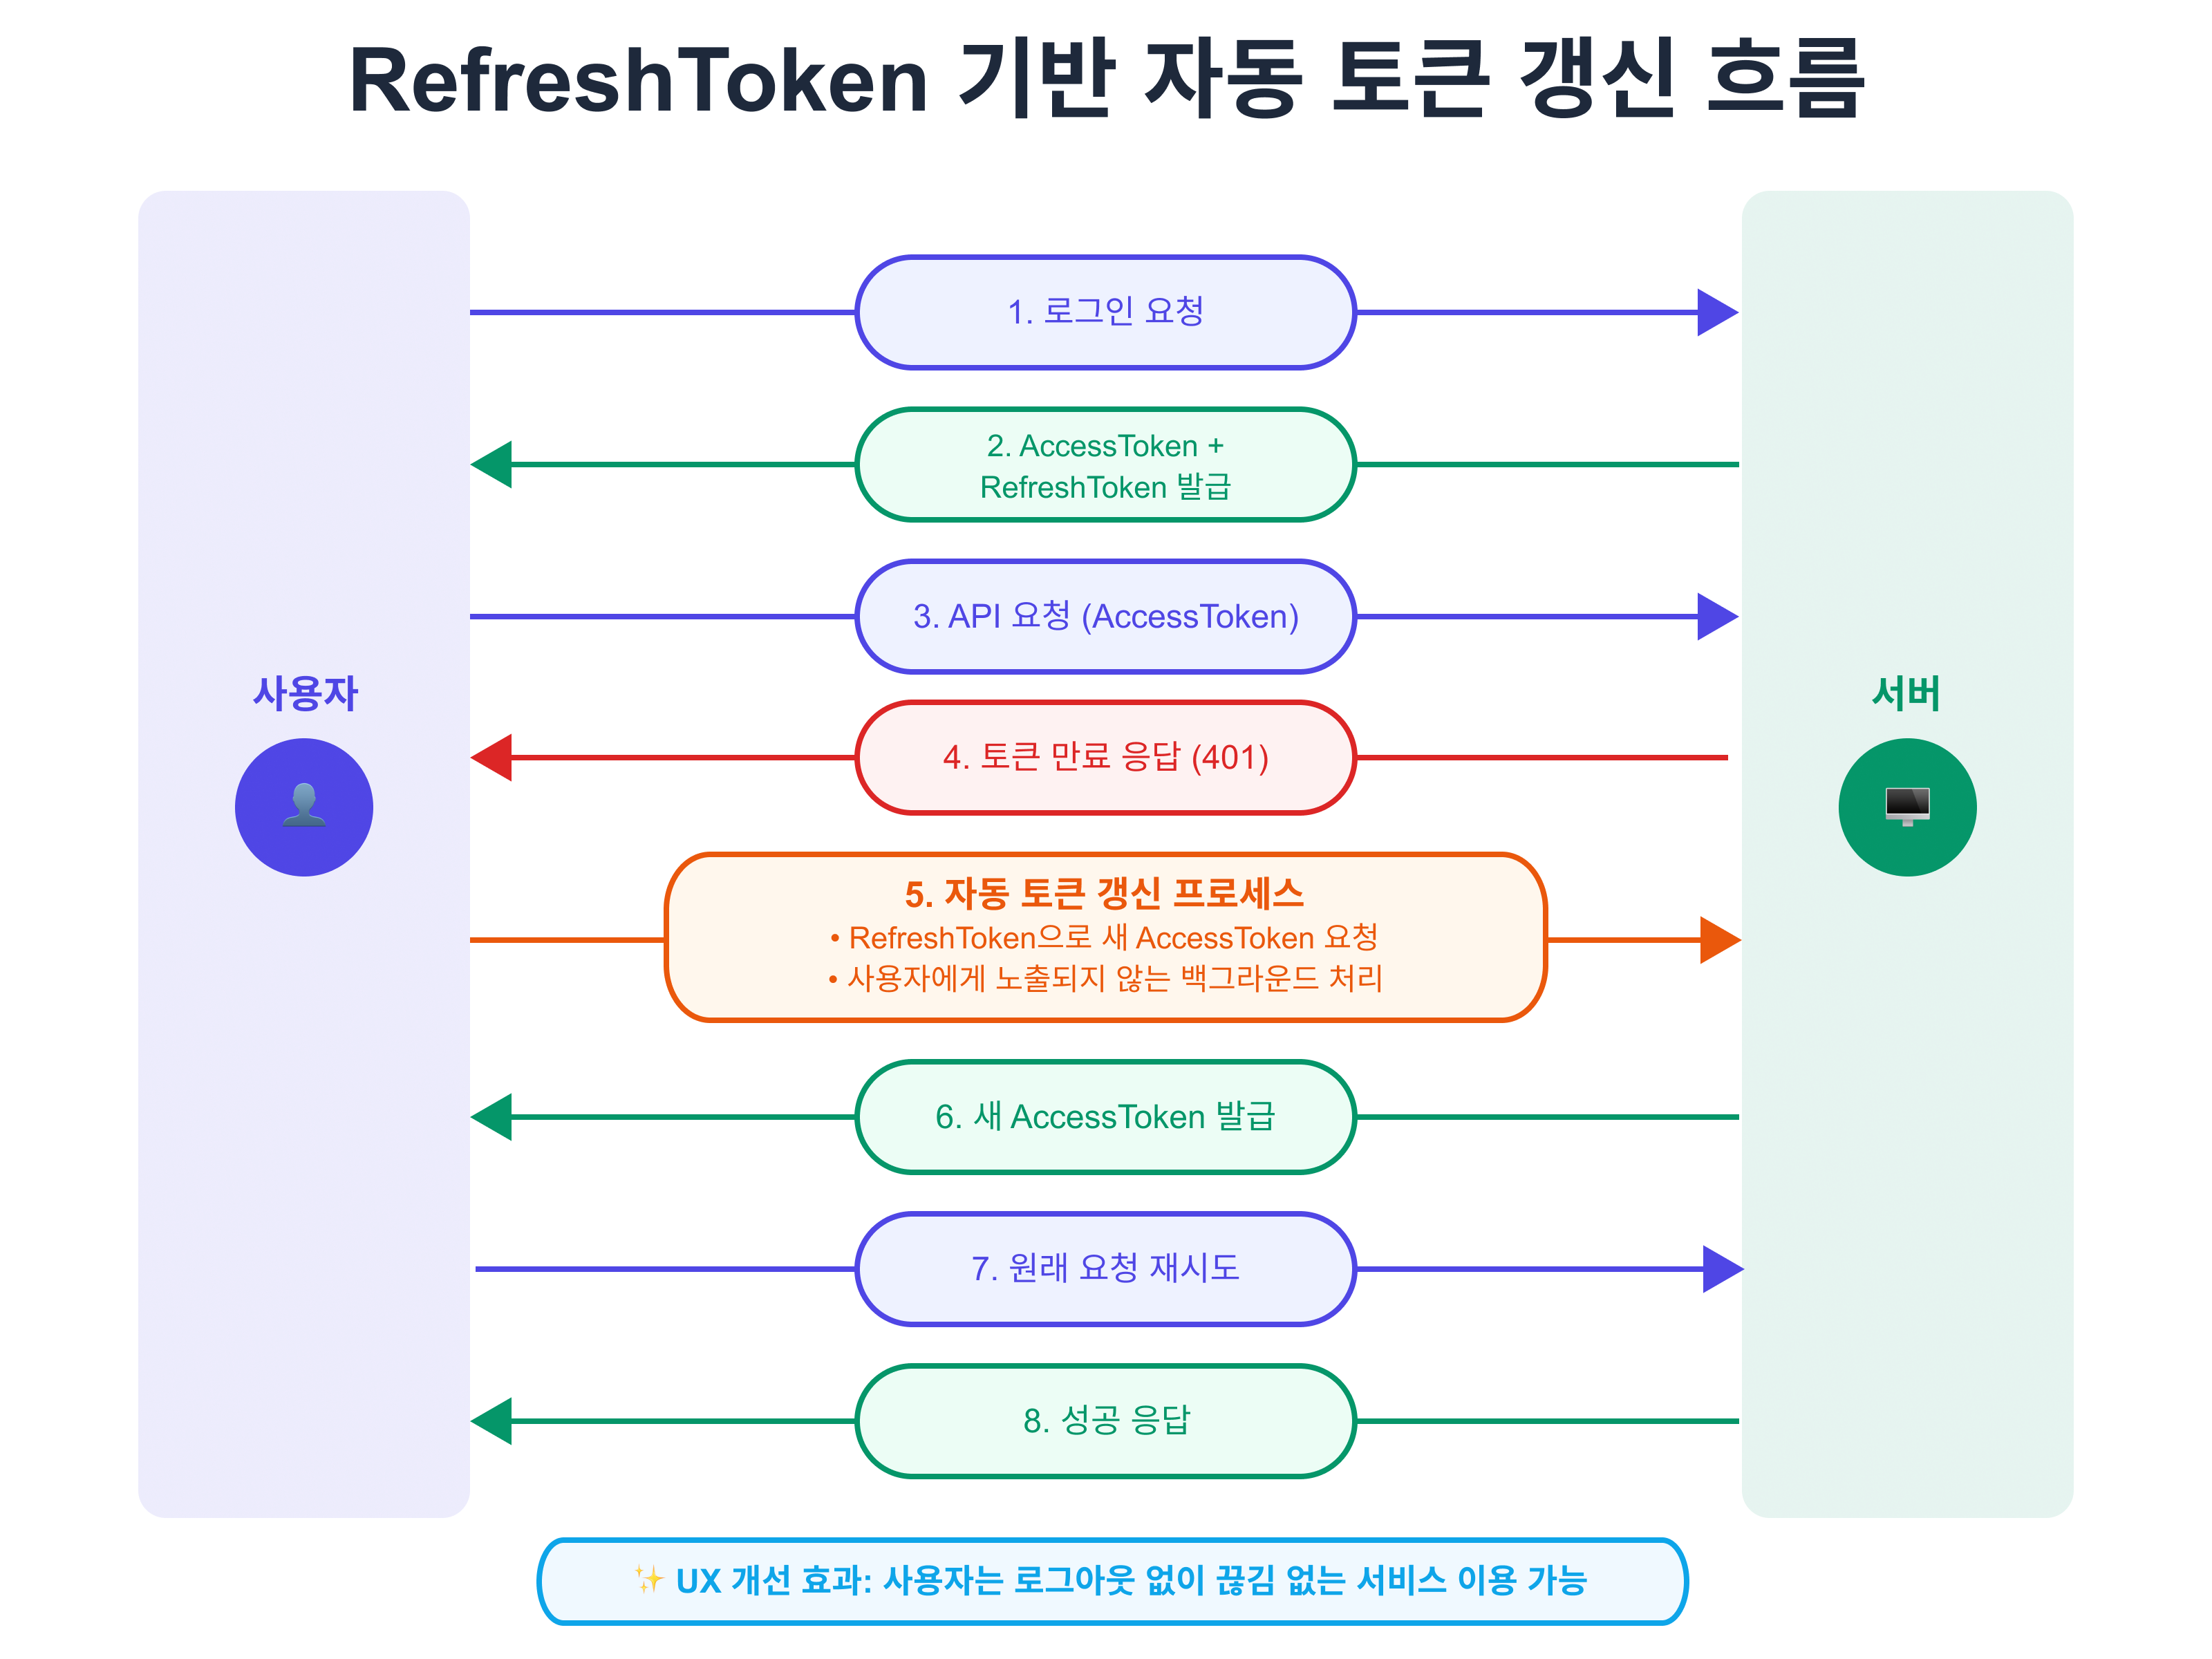 RefreshToken 기반 자동 토큰 갱신 흐름
1. 로그인 요청
2. AccessToken +
RefreshToken 발급
3. API 요청 (AccessToken)
사용자
서버
4. 토큰 만료 응답 (401)
5. 자동 토큰 갱신 프로세스
• RefreshToken으로 새 AccessToken 요청
• 사용자에게 노출되지 않는 백그라운드 처리
6. 새 AccessToken 발급
7. 원래 요청 재시도
8. 성공 응답
✨ UX 개선 효과: 사용자는 로그아웃 없이 끊김 없는 서비스 이용 가능